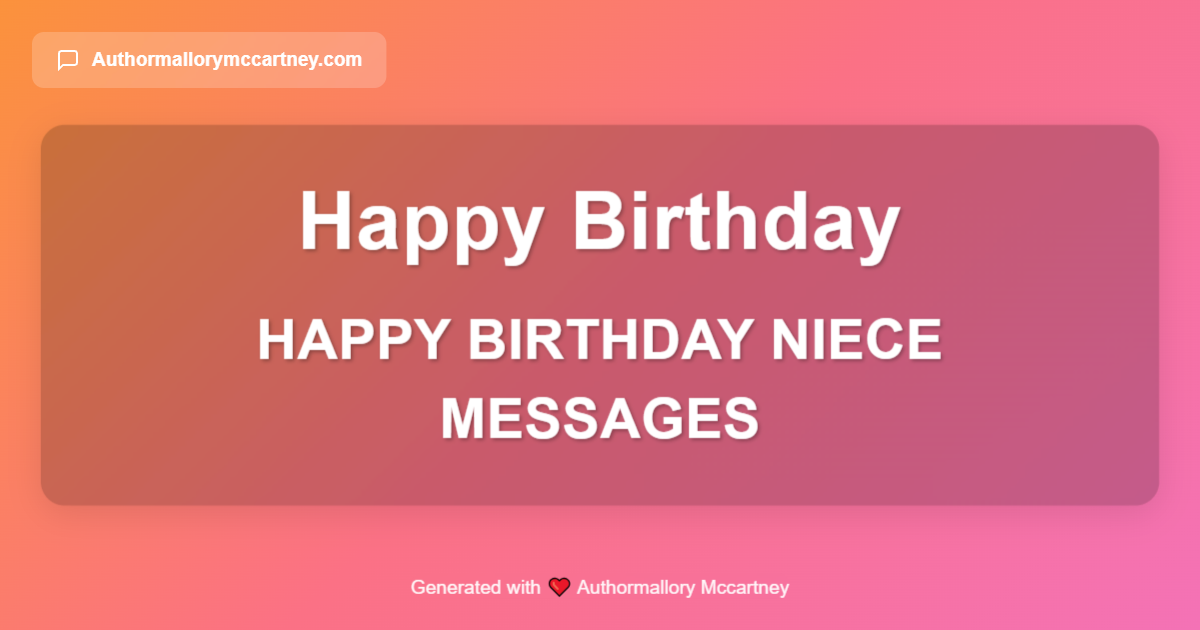 Authormallorymccartney.com
Happy Birthday
HAPPY BIRTHDAY NIECE
MESSAGES
Generated with ❤️ Authormallory Mccartney